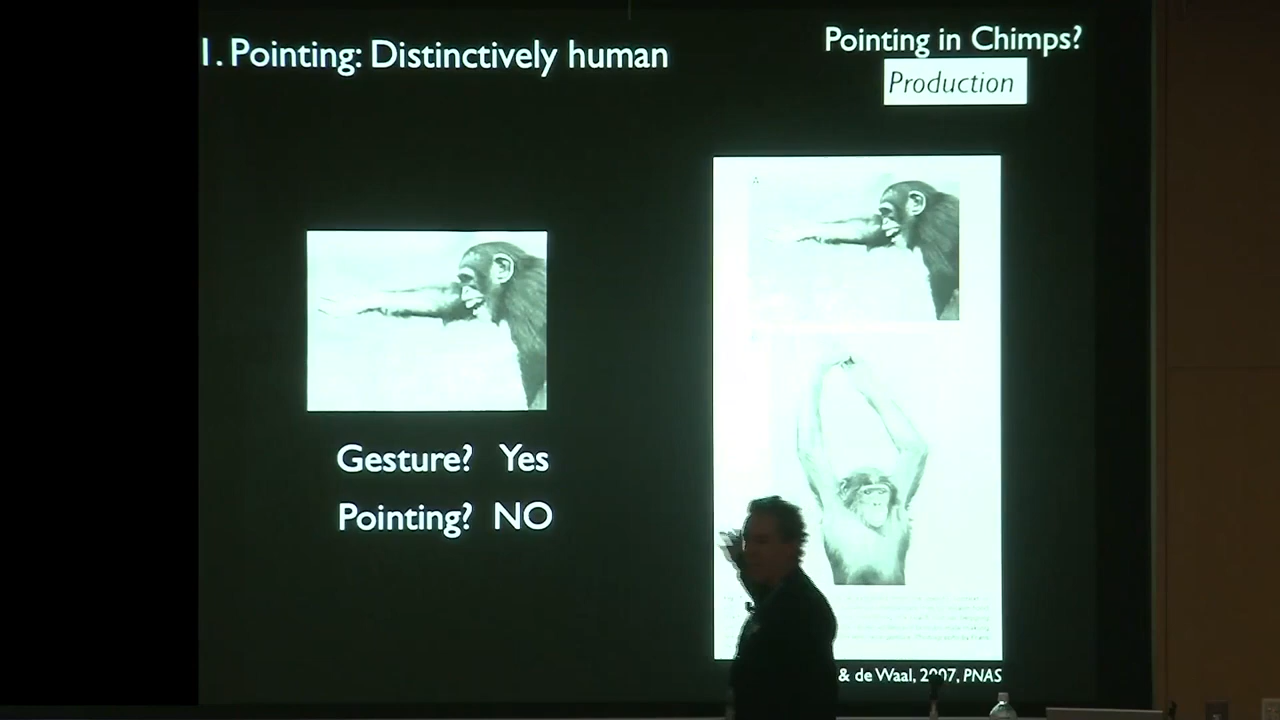 1. Pointing: Distinctively human
Pointing in Chimps?
Production
Gesture? Yes
Pointing? NO
& de Waal, 2007, PNAS